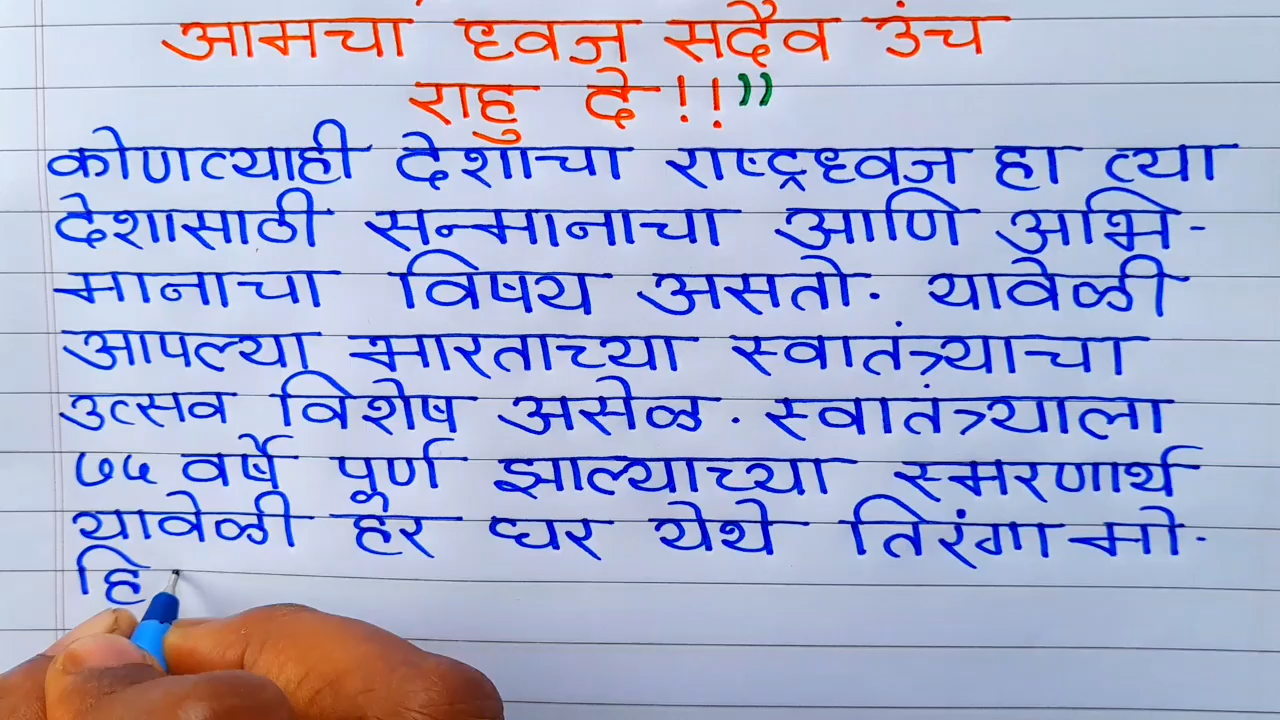 आमचा ध्वज सदैव उंच
राहु दे!!”
कोणत्याही देशाचा राष्ट्रध्वज हा त्या
देशासाठी सन्मानाचा आणि अभि-
मानाचा विषय असतो. यावेळी
आपल्या भारताच्या स्वातंत्र्याचा
उत्सव विशेष असेळ. स्वातंत्र्याला
७५ वर्षे पूर्ण झाल्याच्या स्मरणार्थ
यावेळी हर घर येथे तिरंगा मो-
हि